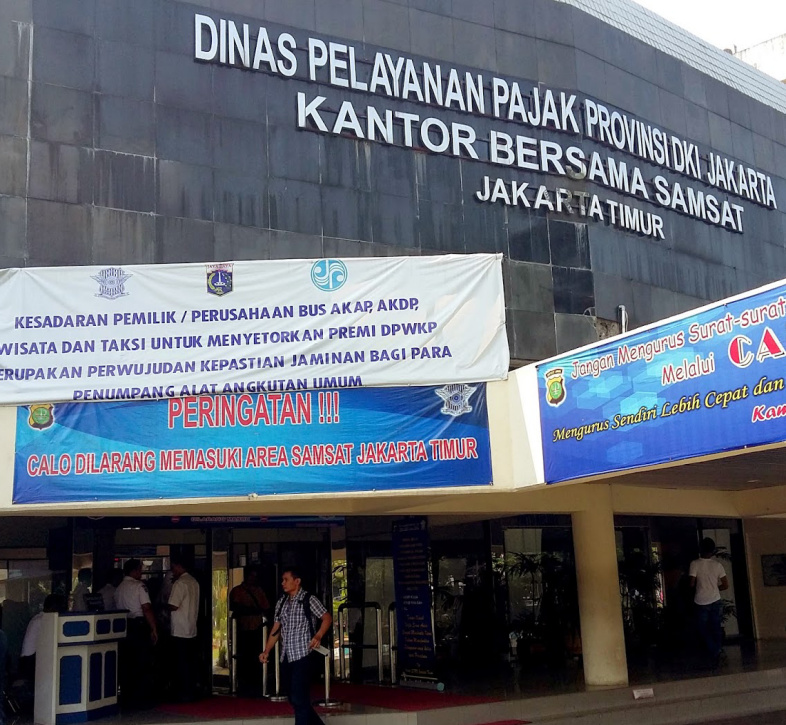 DINAS PELAYANAN PAJAK PROVINSI DKI JAKARTA
KANTOR BERSAMA SAMSAT
JAKARTA TIMUR
KESADARAN PEMILIK / PERUSAHAAN BUS AKAP, AKDP,
WISATA DAN TAKSI UNTUK MENYETORKAN PREMI DPWKP
ERUPAKAN PERWUJUDAN KEPASTIAN JAMINAN BAGI PARA
PENUMPANG ALAT ANGKUTAN UMUM
PERINGATAN !!!
CALO DILARANG MEMASUKI AREA SAMSAT JAKARTA TIMUR
Jangan Mengurus Surat-surat
Melalui CA
Mengurus Sendiri Lebih Cepat dan
Kam